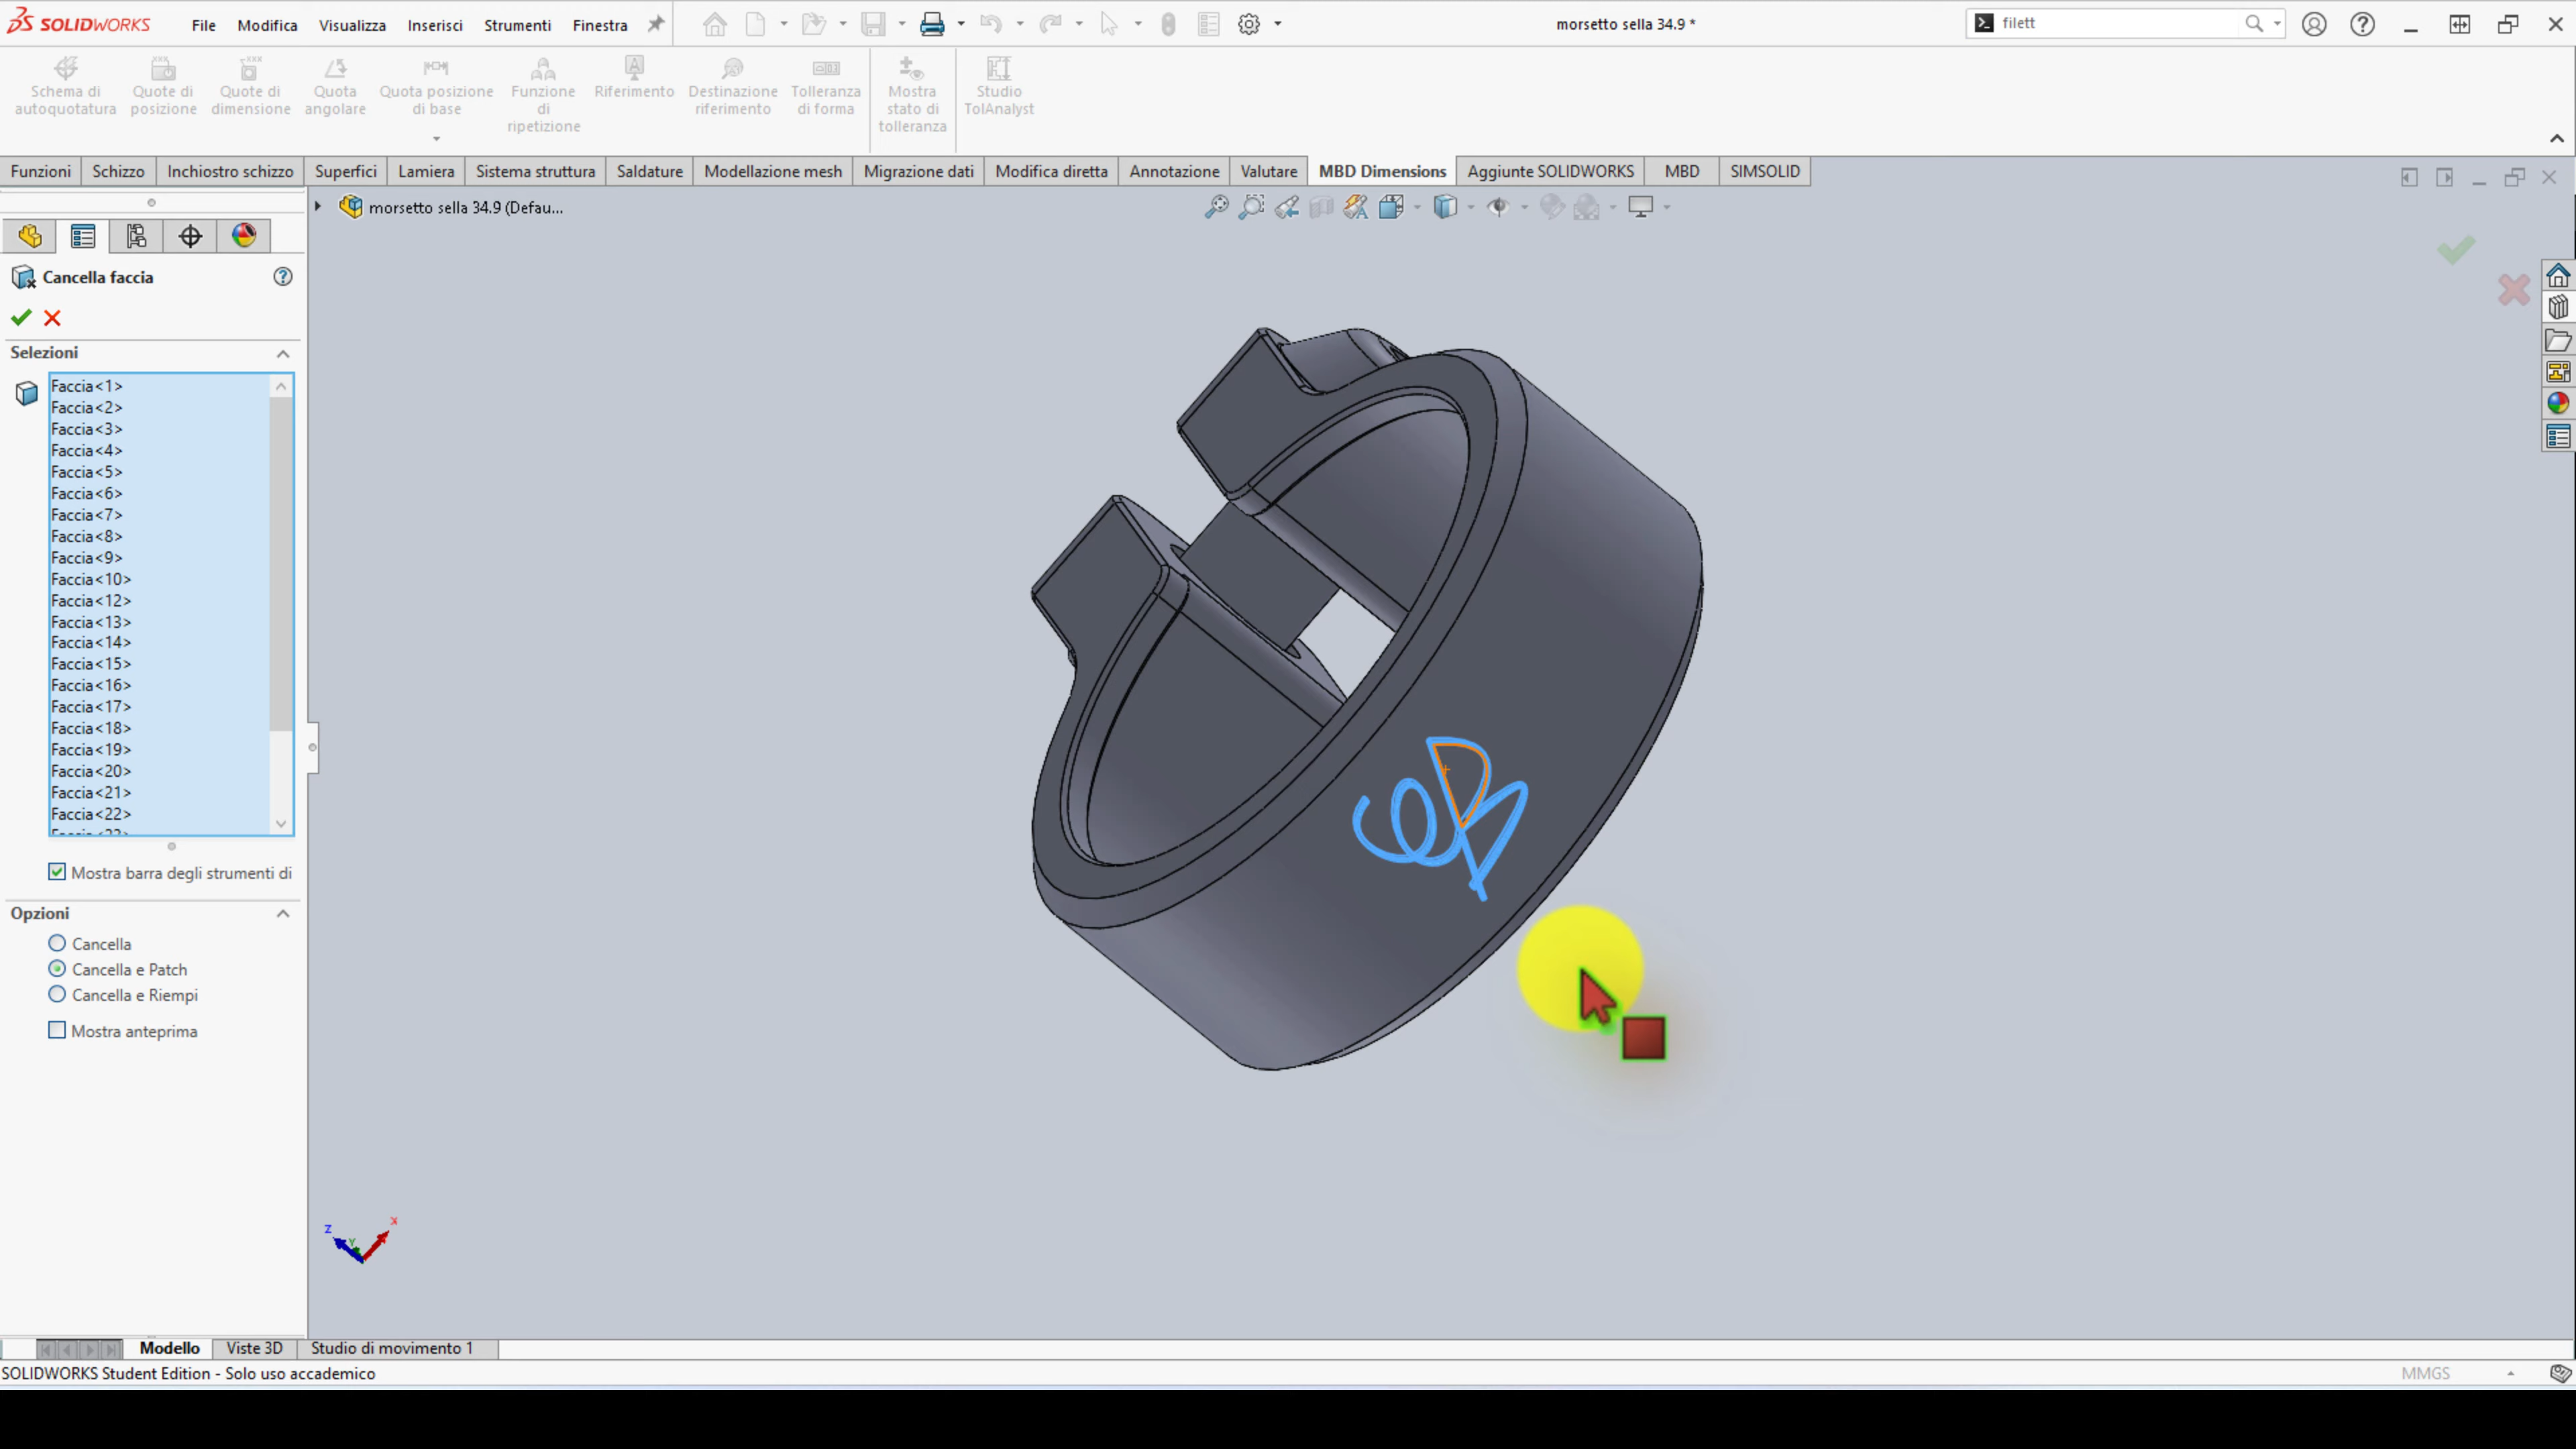 SOLIDWORKS File Modifica Visualizza Inserisci Strumenti Finestra morsetto sella 34.9 * filett
Schema di autoquotatura
Quote di posizione
Quote di dimensione
Quota angolare
Quota posizione di base
Funzione di ripetizione
Riferimento
Destinazione riferimento
Tolleranza di forma
Mostra stato di tolleranza
Studio TolAnalyst
Funzioni Schizzo Inchiostro schizzo Superfici Lamiera Sistema struttura Saldature Modellazione mesh Migrazione dati Modifica diretta Annotazione Valutare MBD Dimensions Aggiunte SOLIDWORKS MBD SIMSOLID
morsetto sella 34.9 (Defau...
Cancella faccia
Selezioni
Faccia<1>
Faccia<2>
Faccia<3>
Faccia<4>
Faccia<5>
Faccia<6>
Faccia<7>
Faccia<8>
Faccia<9>
Faccia<10>
Faccia<12>
Faccia<13>
Faccia<14>
Faccia<15>
Faccia<16>
Faccia<17>
Faccia<18>
Faccia<19>
Faccia<20>
Faccia<21>
Faccia<22>
Mostra barra degli strumenti di
Opzioni
Cancella
Cancella e Patch
Cancella e Riempi
Mostra anteprima
Z Y X
Modello Viste 3D Studio di movimento 1
SOLIDWORKS Student Edition - Solo uso accademico MMGS